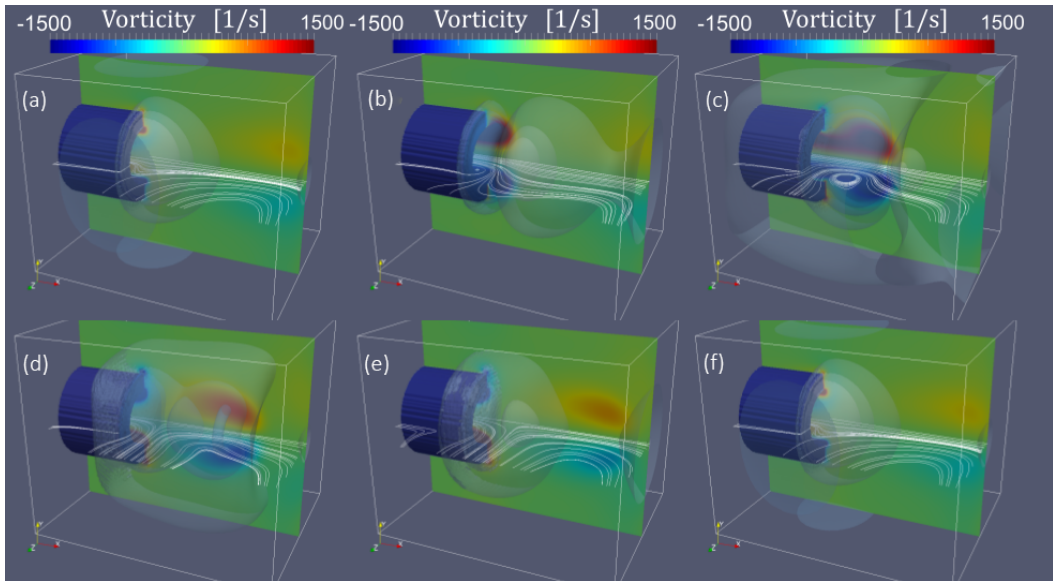 -1500 Vorticity [1/s] 1500 -1500 Vorticity [1/s] 1500 -1500 Vorticity [1/s] 1500
(a) (b) (c)
Y Z X Y Z X Y Z X
(d) (e) (f)
Y Z X Y Z X Y Z X